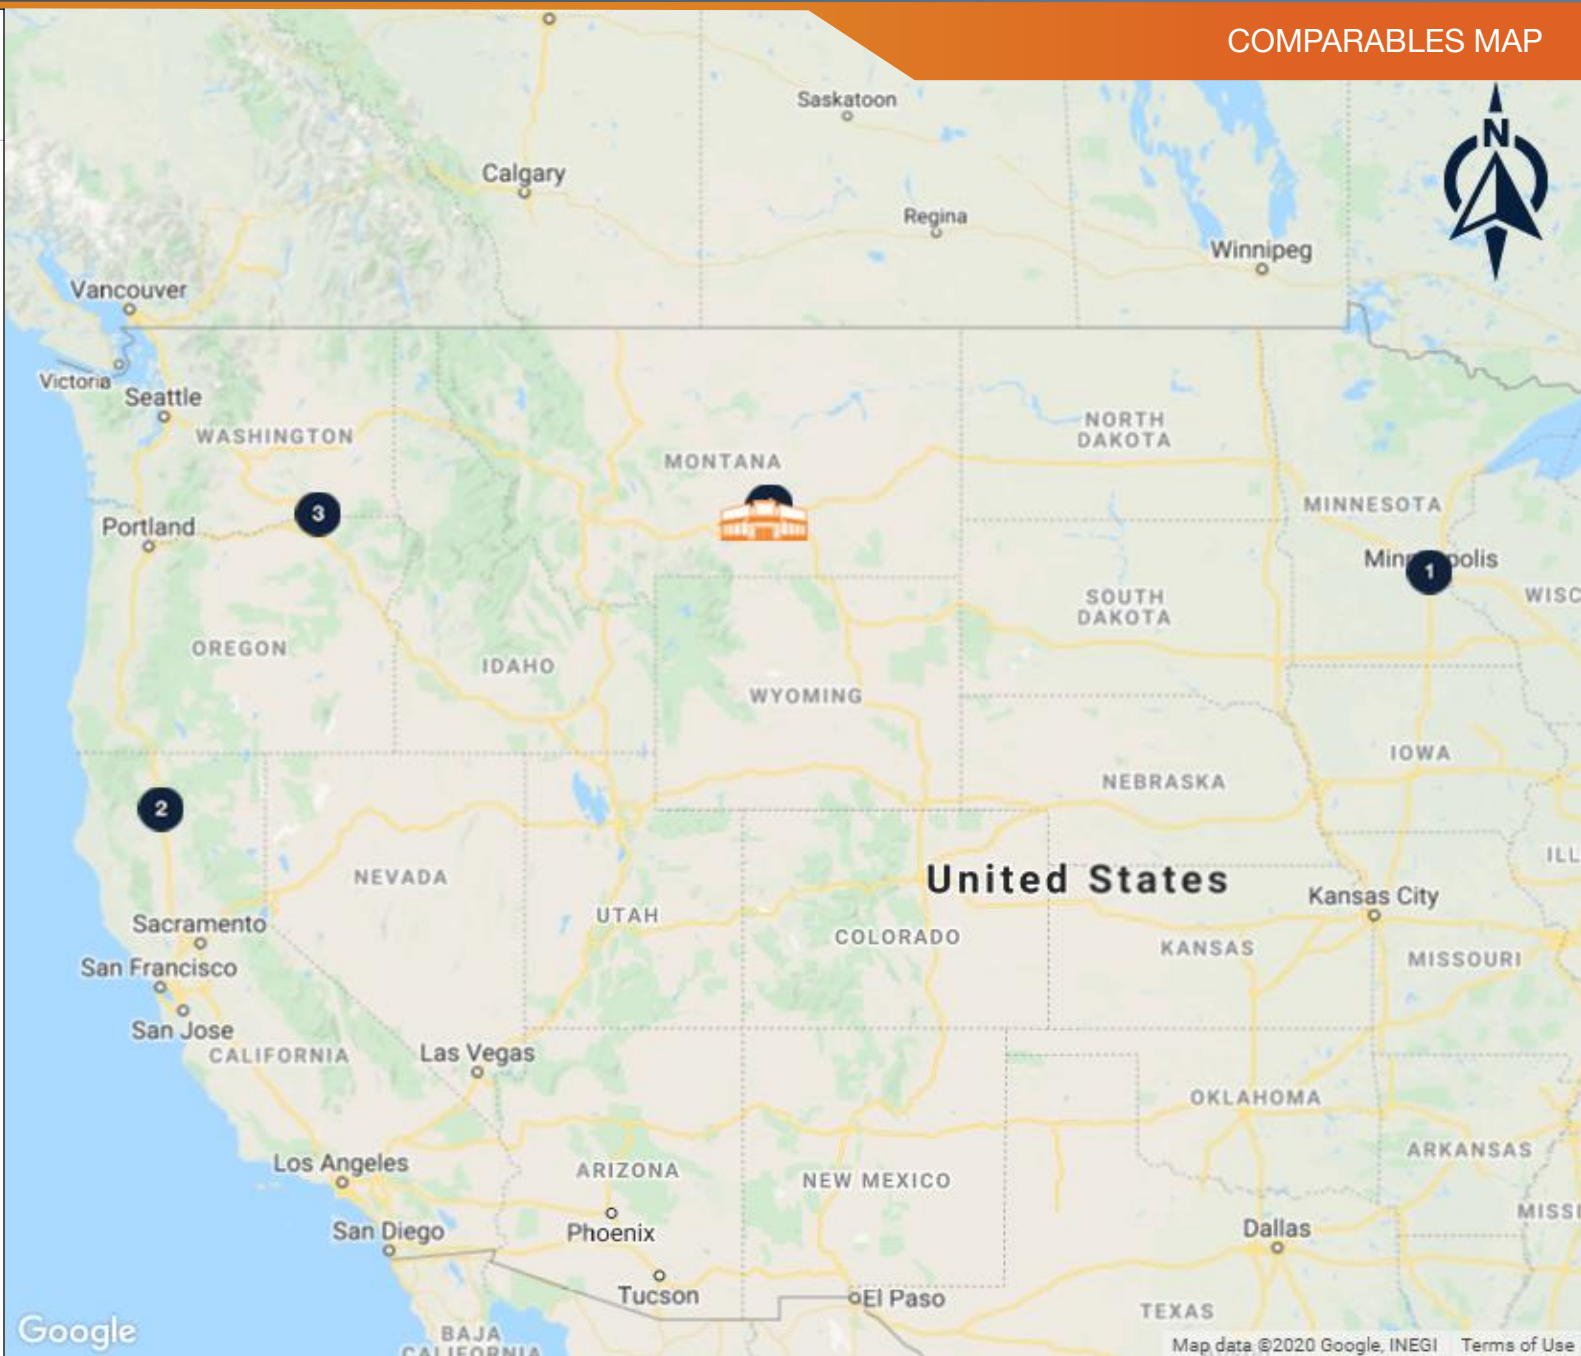 COMPARABLES MAP
Saskatoon
N
Calgary
Regina
Winnipeg
Vancouver
Victoria
Seattle
WASHINGTON
NORTH
DAKOTA
MONTANA
MINNESOTA
3
Portland
Minn polis
1
SOUTH
DAKOTA
WISC
OREGON
IDAHO
WYOMING
IOWA
NEBRASKA
2
ILL
NEVADA
United States
Kansas City
UTAH
Sacramento
COLORADO
KANSAS
MISSOURI
San Francisco
San Jose
CALIFORNIA
Las Vegas
OKLAHOMA
ARKANSAS
Los Angeles
ARIZONA
NEW MEXICO
MISSI
San Diego
Phoenix
Dallas
Tucson
El Paso
TEXAS
Google
BAJA
CALIFORNIA
Map data ©2020 Google, INEGI Terms of Use